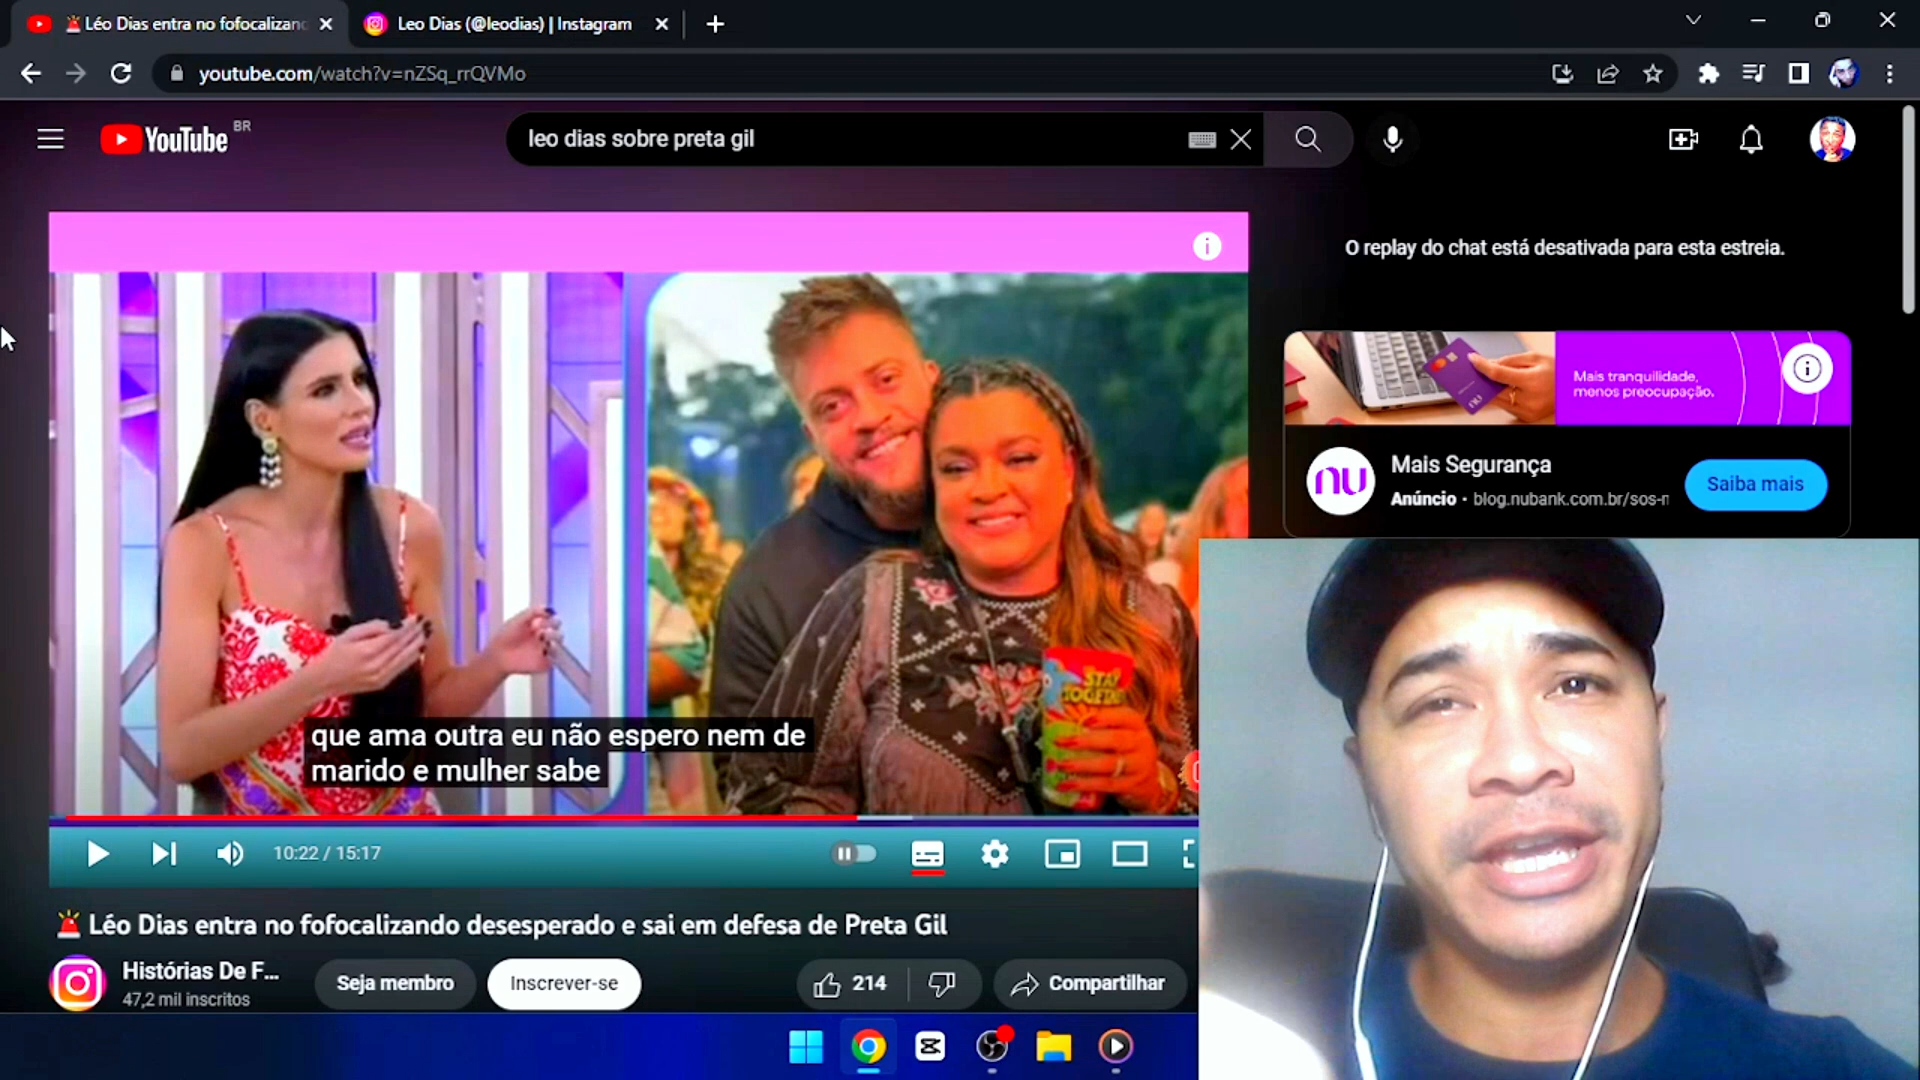 Léo Dias entra no fofocalizand
Leo Dias (@leodias) | Instagram
youtube.com/watch?v=nZSq_rrQVMo
YouTube BR
leo dias sobre preta gil
O replay do chat está desativada para esta estreia.
Mais tranquilidade,
menos preocupação.
nu
nu
Mais Segurança
Anúncio • blog.nubank.com.br/sos-r
Saiba mais
STAY
TOGETHER
que ama outra eu não espero nem de
marido e mulher sabe
10:22 / 15:17
Léo Dias entra no fofocalizando desesperado e sai em defesa de Preta Gil
Histórias De F...
47,2 mil inscritos
Seja membro
Inscrever-se
214
Compartilhar